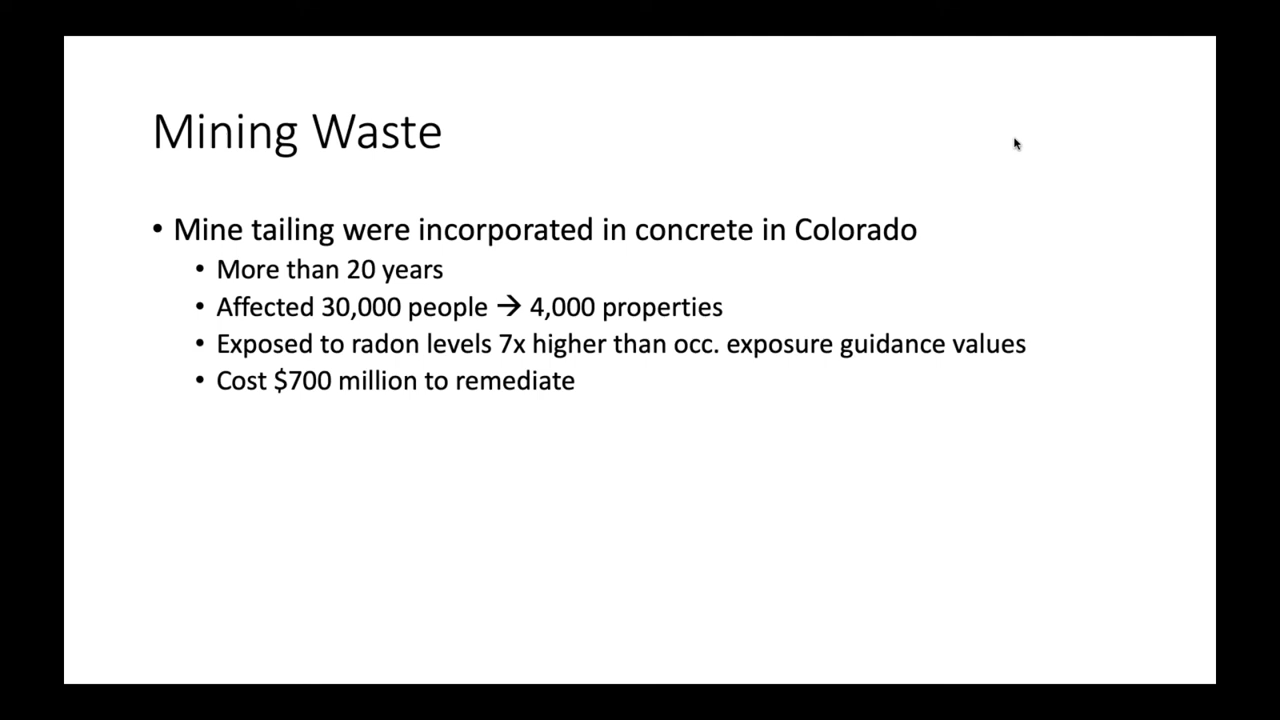 Mining Waste
• Mine tailing were incorporated in concrete in Colorado
• More than 20 years
• Affected 30,000 people → 4,000 properties
• Exposed to radon levels 7x higher than occ. exposure guidance values
• Cost $700 million to remediate